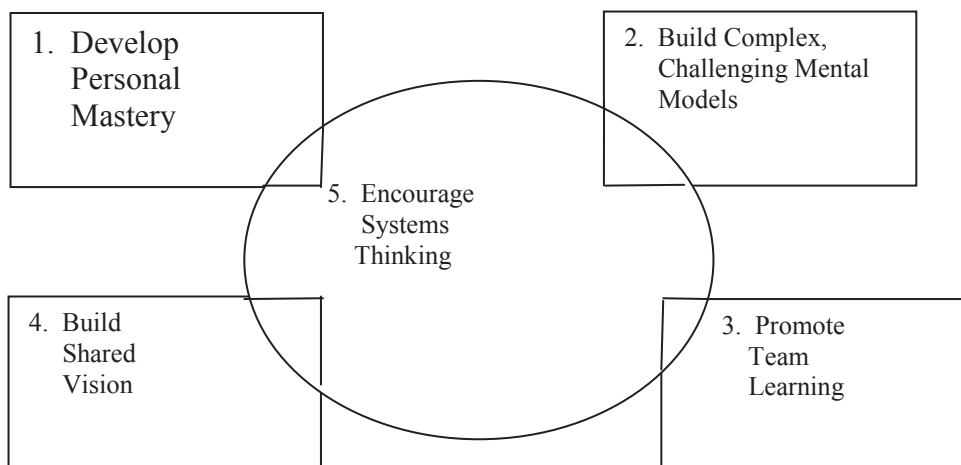 1. Develop
Personal
Mastery
2. Build Complex,
Challenging Mental
Models
5. Encourage
Systems
Thinking
4. Build
Shared
Vision
3. Promote
Team
Learning